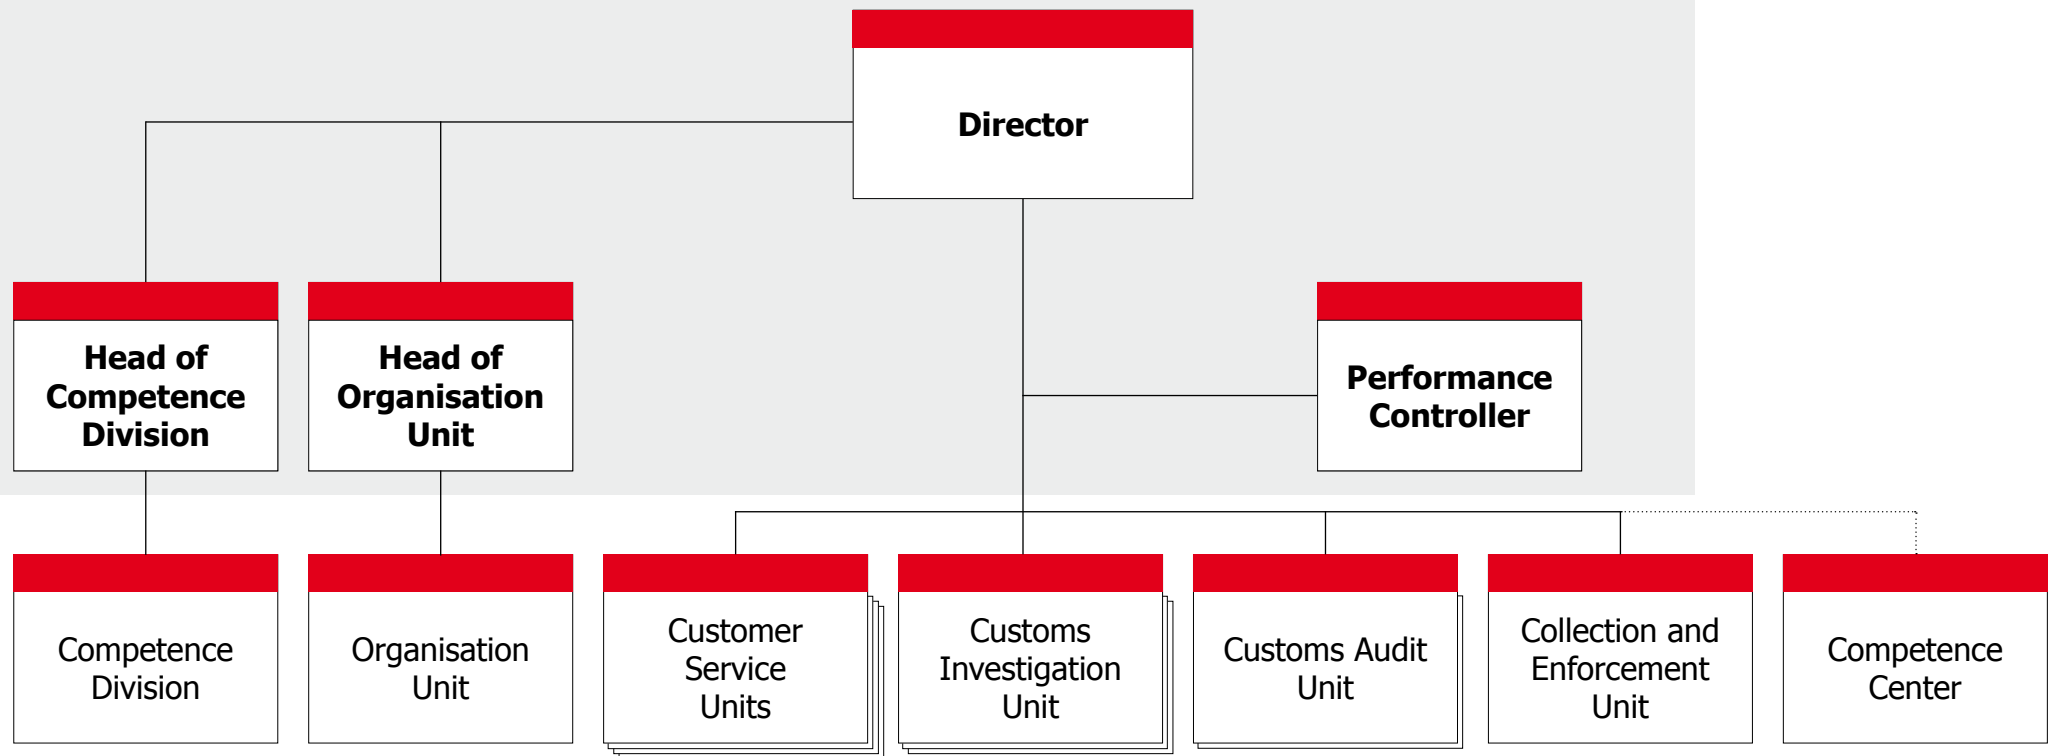 Director
Head of
Competence
Division
Head of
Organisation
Unit
Performance
Controller
Competence
Division
Organisation
Unit
Customer
Service
Units
Customs
Investigation
Unit
Customs Audit
Unit
Collection and
Enforcement
Unit
Competence
Center